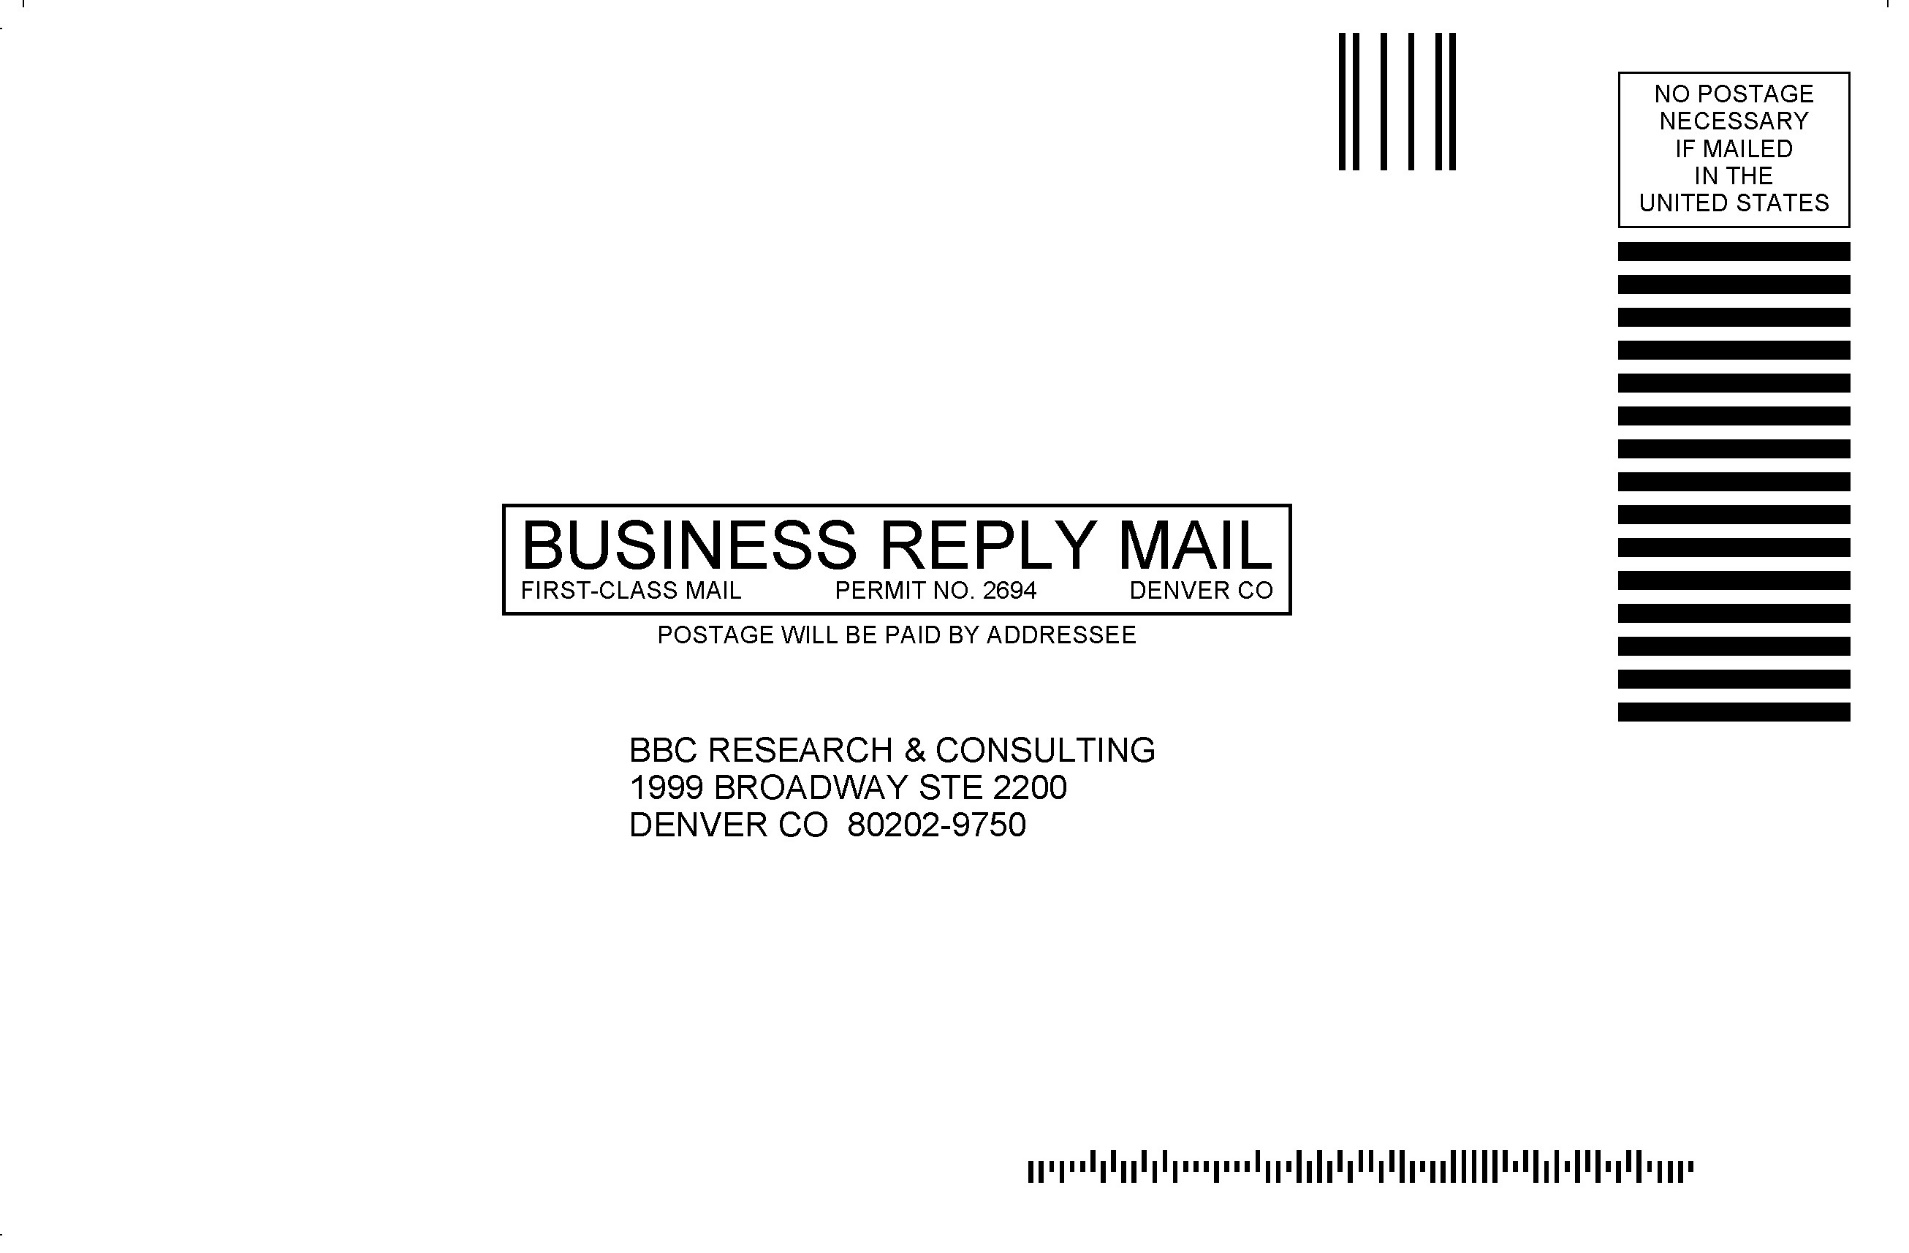 NO POSTAGE
NECESSARY
IF MAILED
IN THE
UNITED STATES
BUSINESS REPLY MAIL
FIRST-CLASS MAIL PERMIT NO. 2694 DENVER CO
POSTAGE WILL BE PAID BY ADDRESSEE
BBC RESEARCH & CONSULTING
1999 BROADWAY STE 2200
DENVER CO  80202-9750